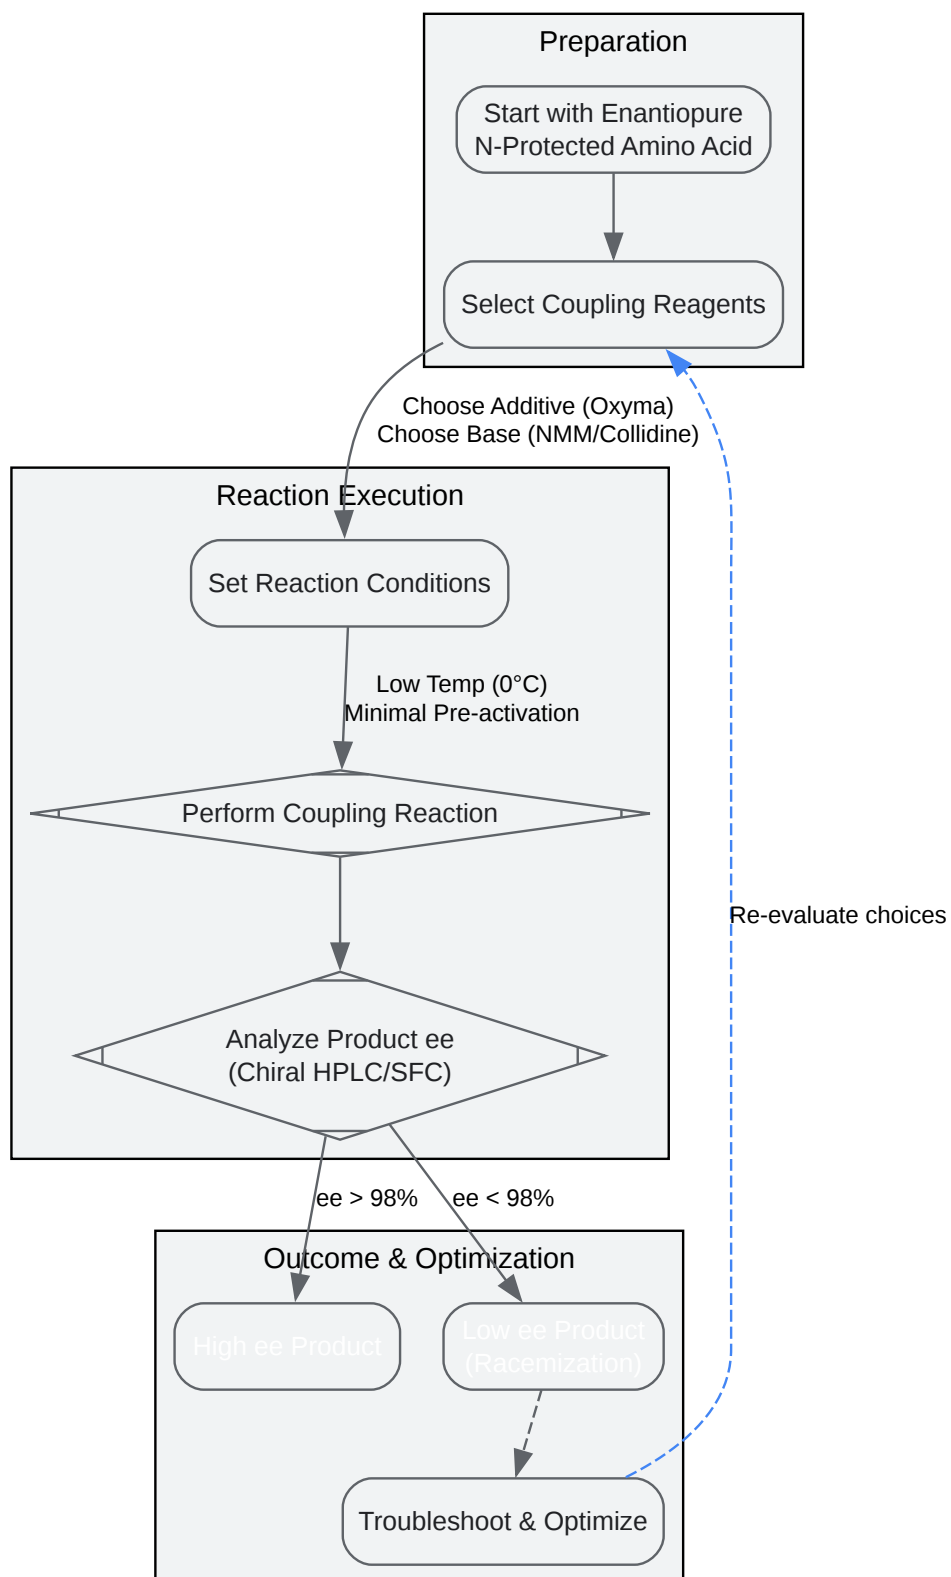 Preparation
Start with Enantiopure
N-Protected Amino Acid
Select Coupling Reagents
Choose Additive (Oxyma)
Choose Base (NMM/Collidine)
Reaction Execution
Set Reaction Conditions
Low Temp (0°C)
Minimal Pre-activation
Perform Coupling Reaction
Re-evaluate choices
Analyze Product ee
(Chiral HPLC/SFC)
ee > 98%
ee < 98%
Outcome & Optimization
High ee Product
Low ee Product
(Racemization)
Troubleshoot & Optimize